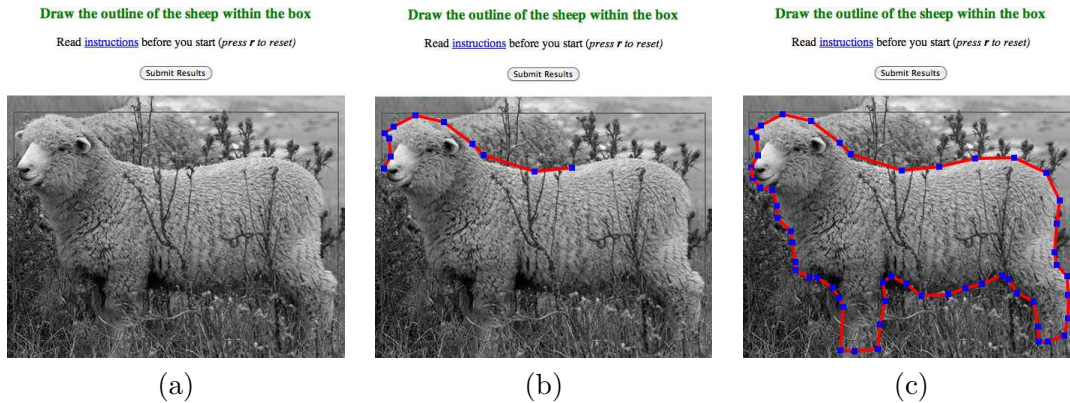 Draw the outline of the sheep within the box
Read instructions before you start (press r to reset)
Submit Results
(a)
Draw the outline of the sheep within the box
Read instructions before you start (press r to reset)
Submit Results
(b)
Draw the outline of the sheep within the box
Read instructions before you start (press r to reset)
Submit Results
(c)